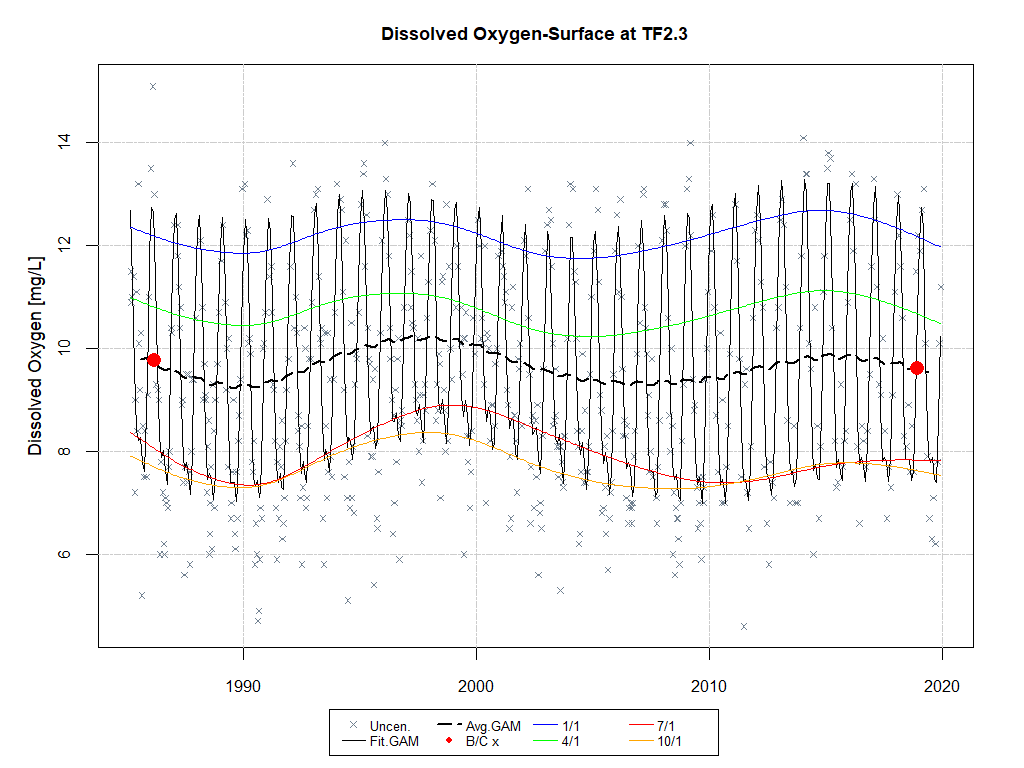 Dissolved Oxygen-Surface at TF2.3
Dissolved Oxygen [mg/L]
14
12
10
8
6
1990 2000 2010 2020
Uncen. Avg.GAM 1/1 7/1
Fit.GAM B/C x 4/1 10/1